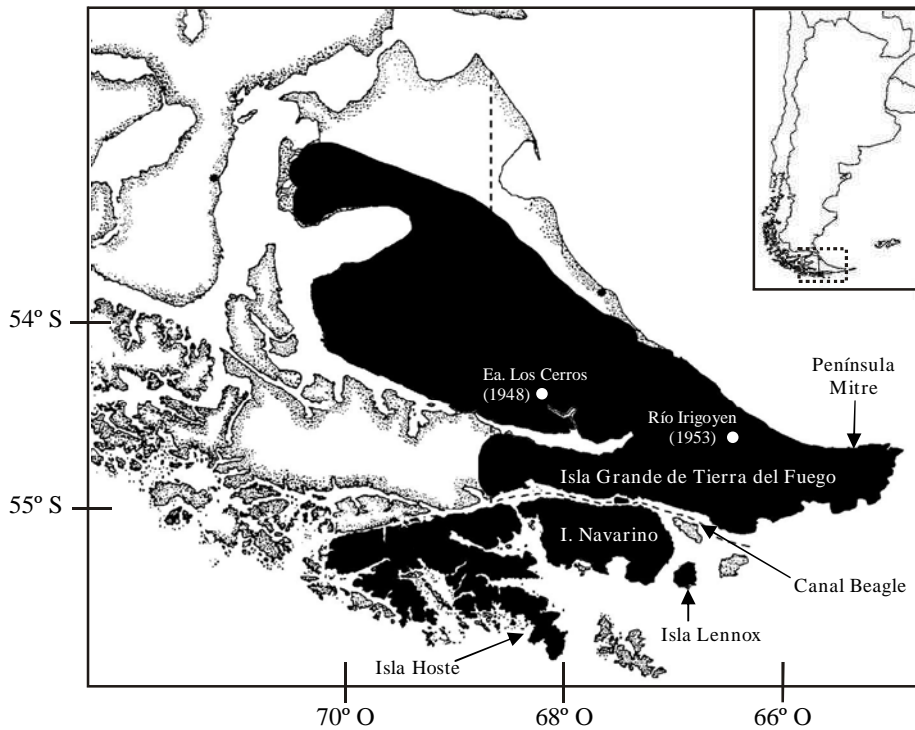 54º S
Península
Mitre
Ea. Los Cerros
(1948)
Río Irigoyen
(1953)
Isla Grande de Tierra del Fuego
55º S
I. Navarino
Canal Beagle
Isla Lennox
Isla Hoste
70º O
68º O
66º O